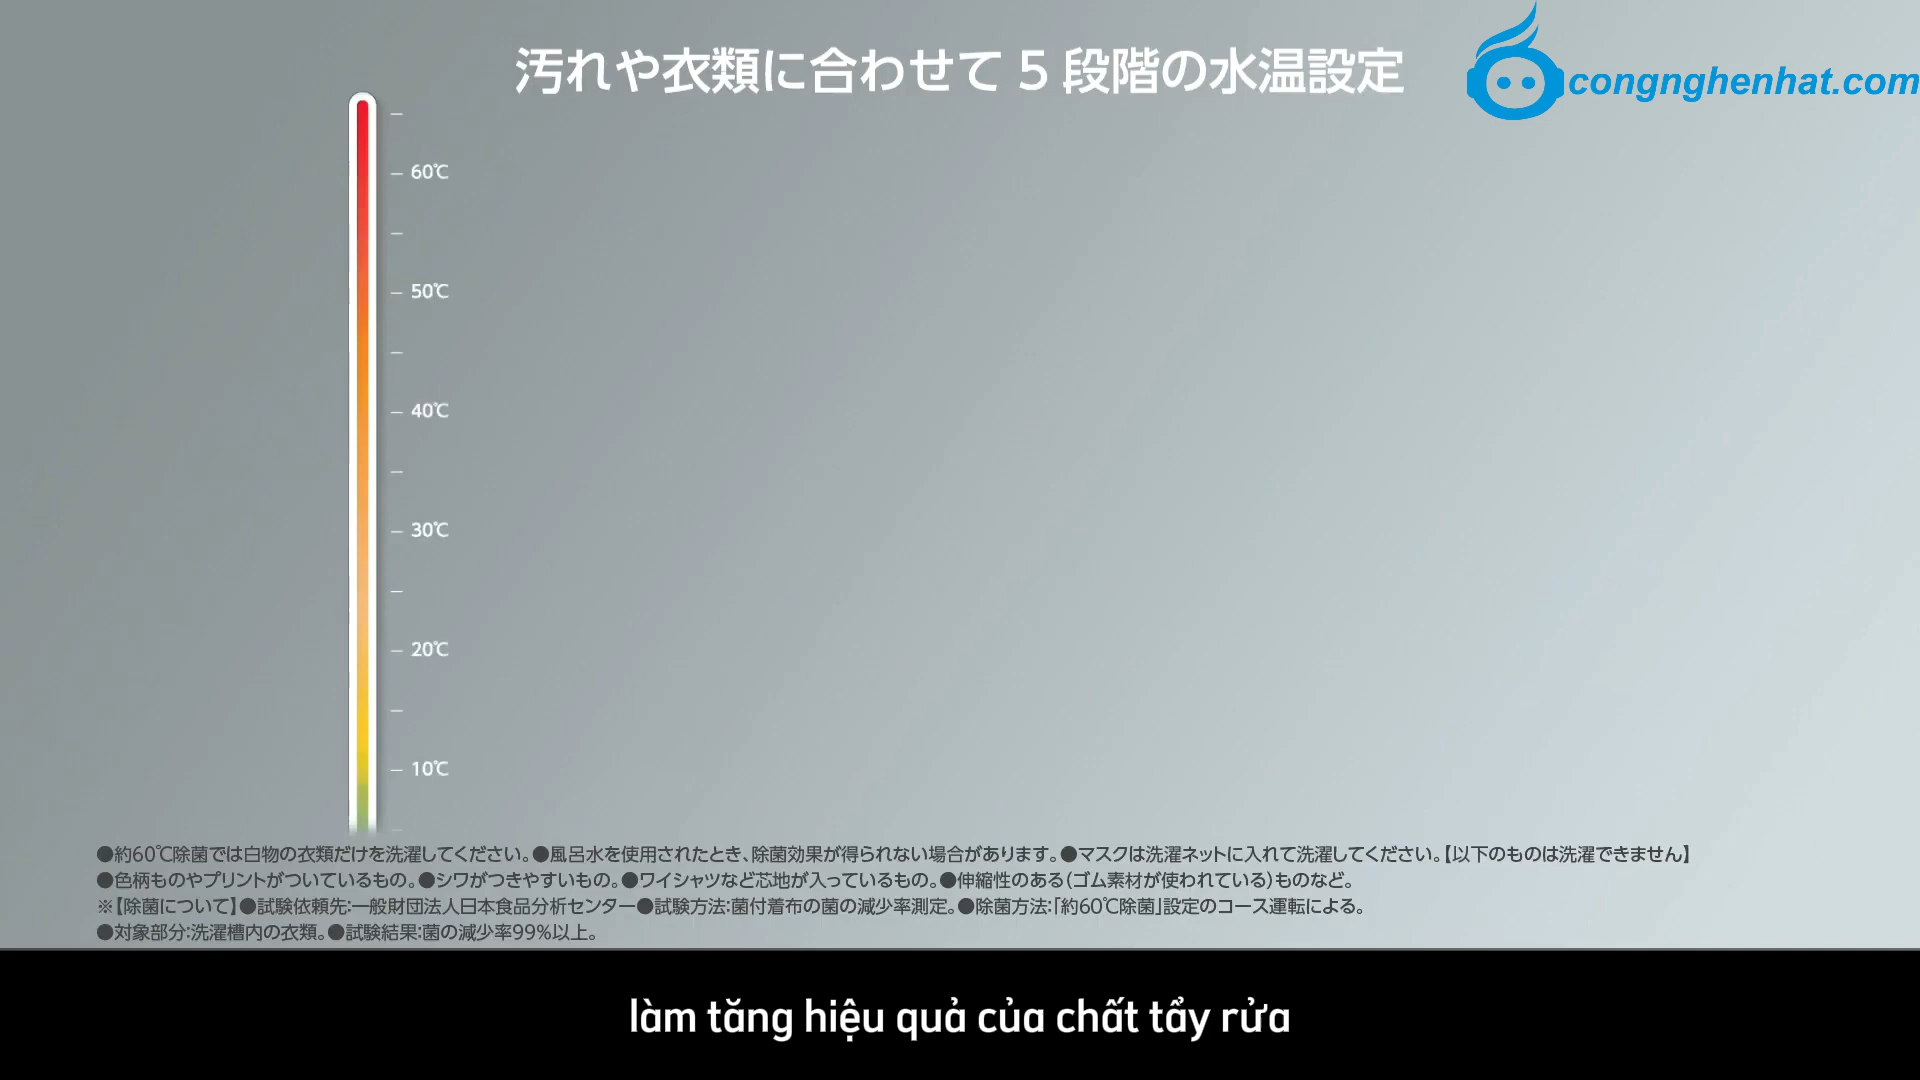 汚れや衣類に合わせて 5 段階の水温設定
congnghenhat.com
60℃
50℃
40℃
30℃
20℃
10℃
●約60℃除菌では白物の衣類だけを洗濯してください。●風呂水を使用されたとき、除菌効果が得られない場合があります。●マスクは洗濯ネットに入れて洗濯してください。【以下のものは洗濯できません】
●色柄ものやプリントがついているもの。●シワがつきやすいもの。●ワイシャツなど芯地が入っているもの。●伸縮性のある（ゴム素材が使われている）ものなど。
※【除菌について】●試験依頼先:一般財団法人日本食品分析センター●試験方法:菌付着布の菌の減少率測定。●除菌方法:「約60℃除菌」設定のコース運転による。
●対象部分:洗濯槽内の衣類。●試験結果:菌の減少率99%以上。
làm tăng hiệu quả của chất tẩy rửa